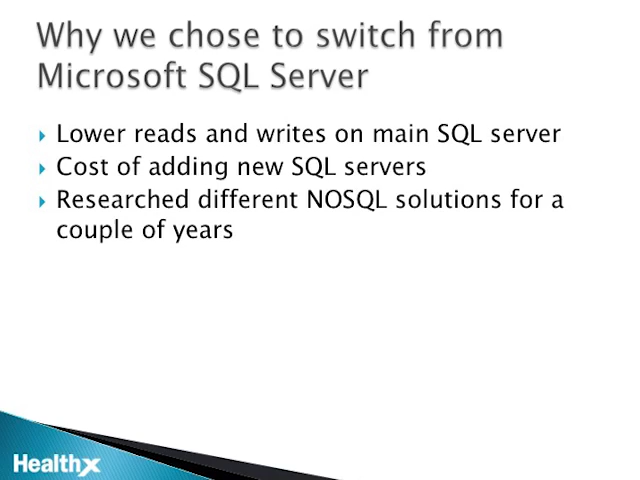 Why we chose to switch from
Microsoft SQL Server
Lower reads and writes on main SQL server
Cost of adding new SQL servers
Researched different NOSQL solutions for a
couple of years
Healthx